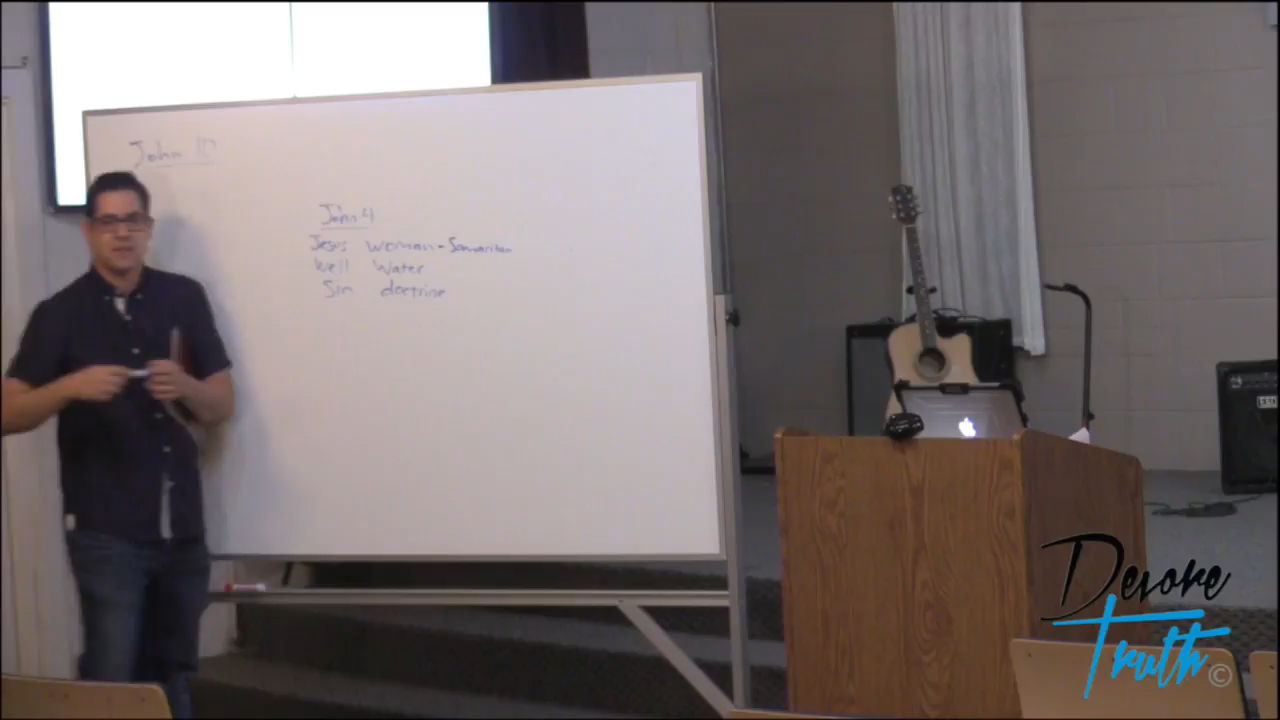 John 10
John 4
Jesus woman - Samaritan
Well Water
Sin doctrine
Devore
Truth ©